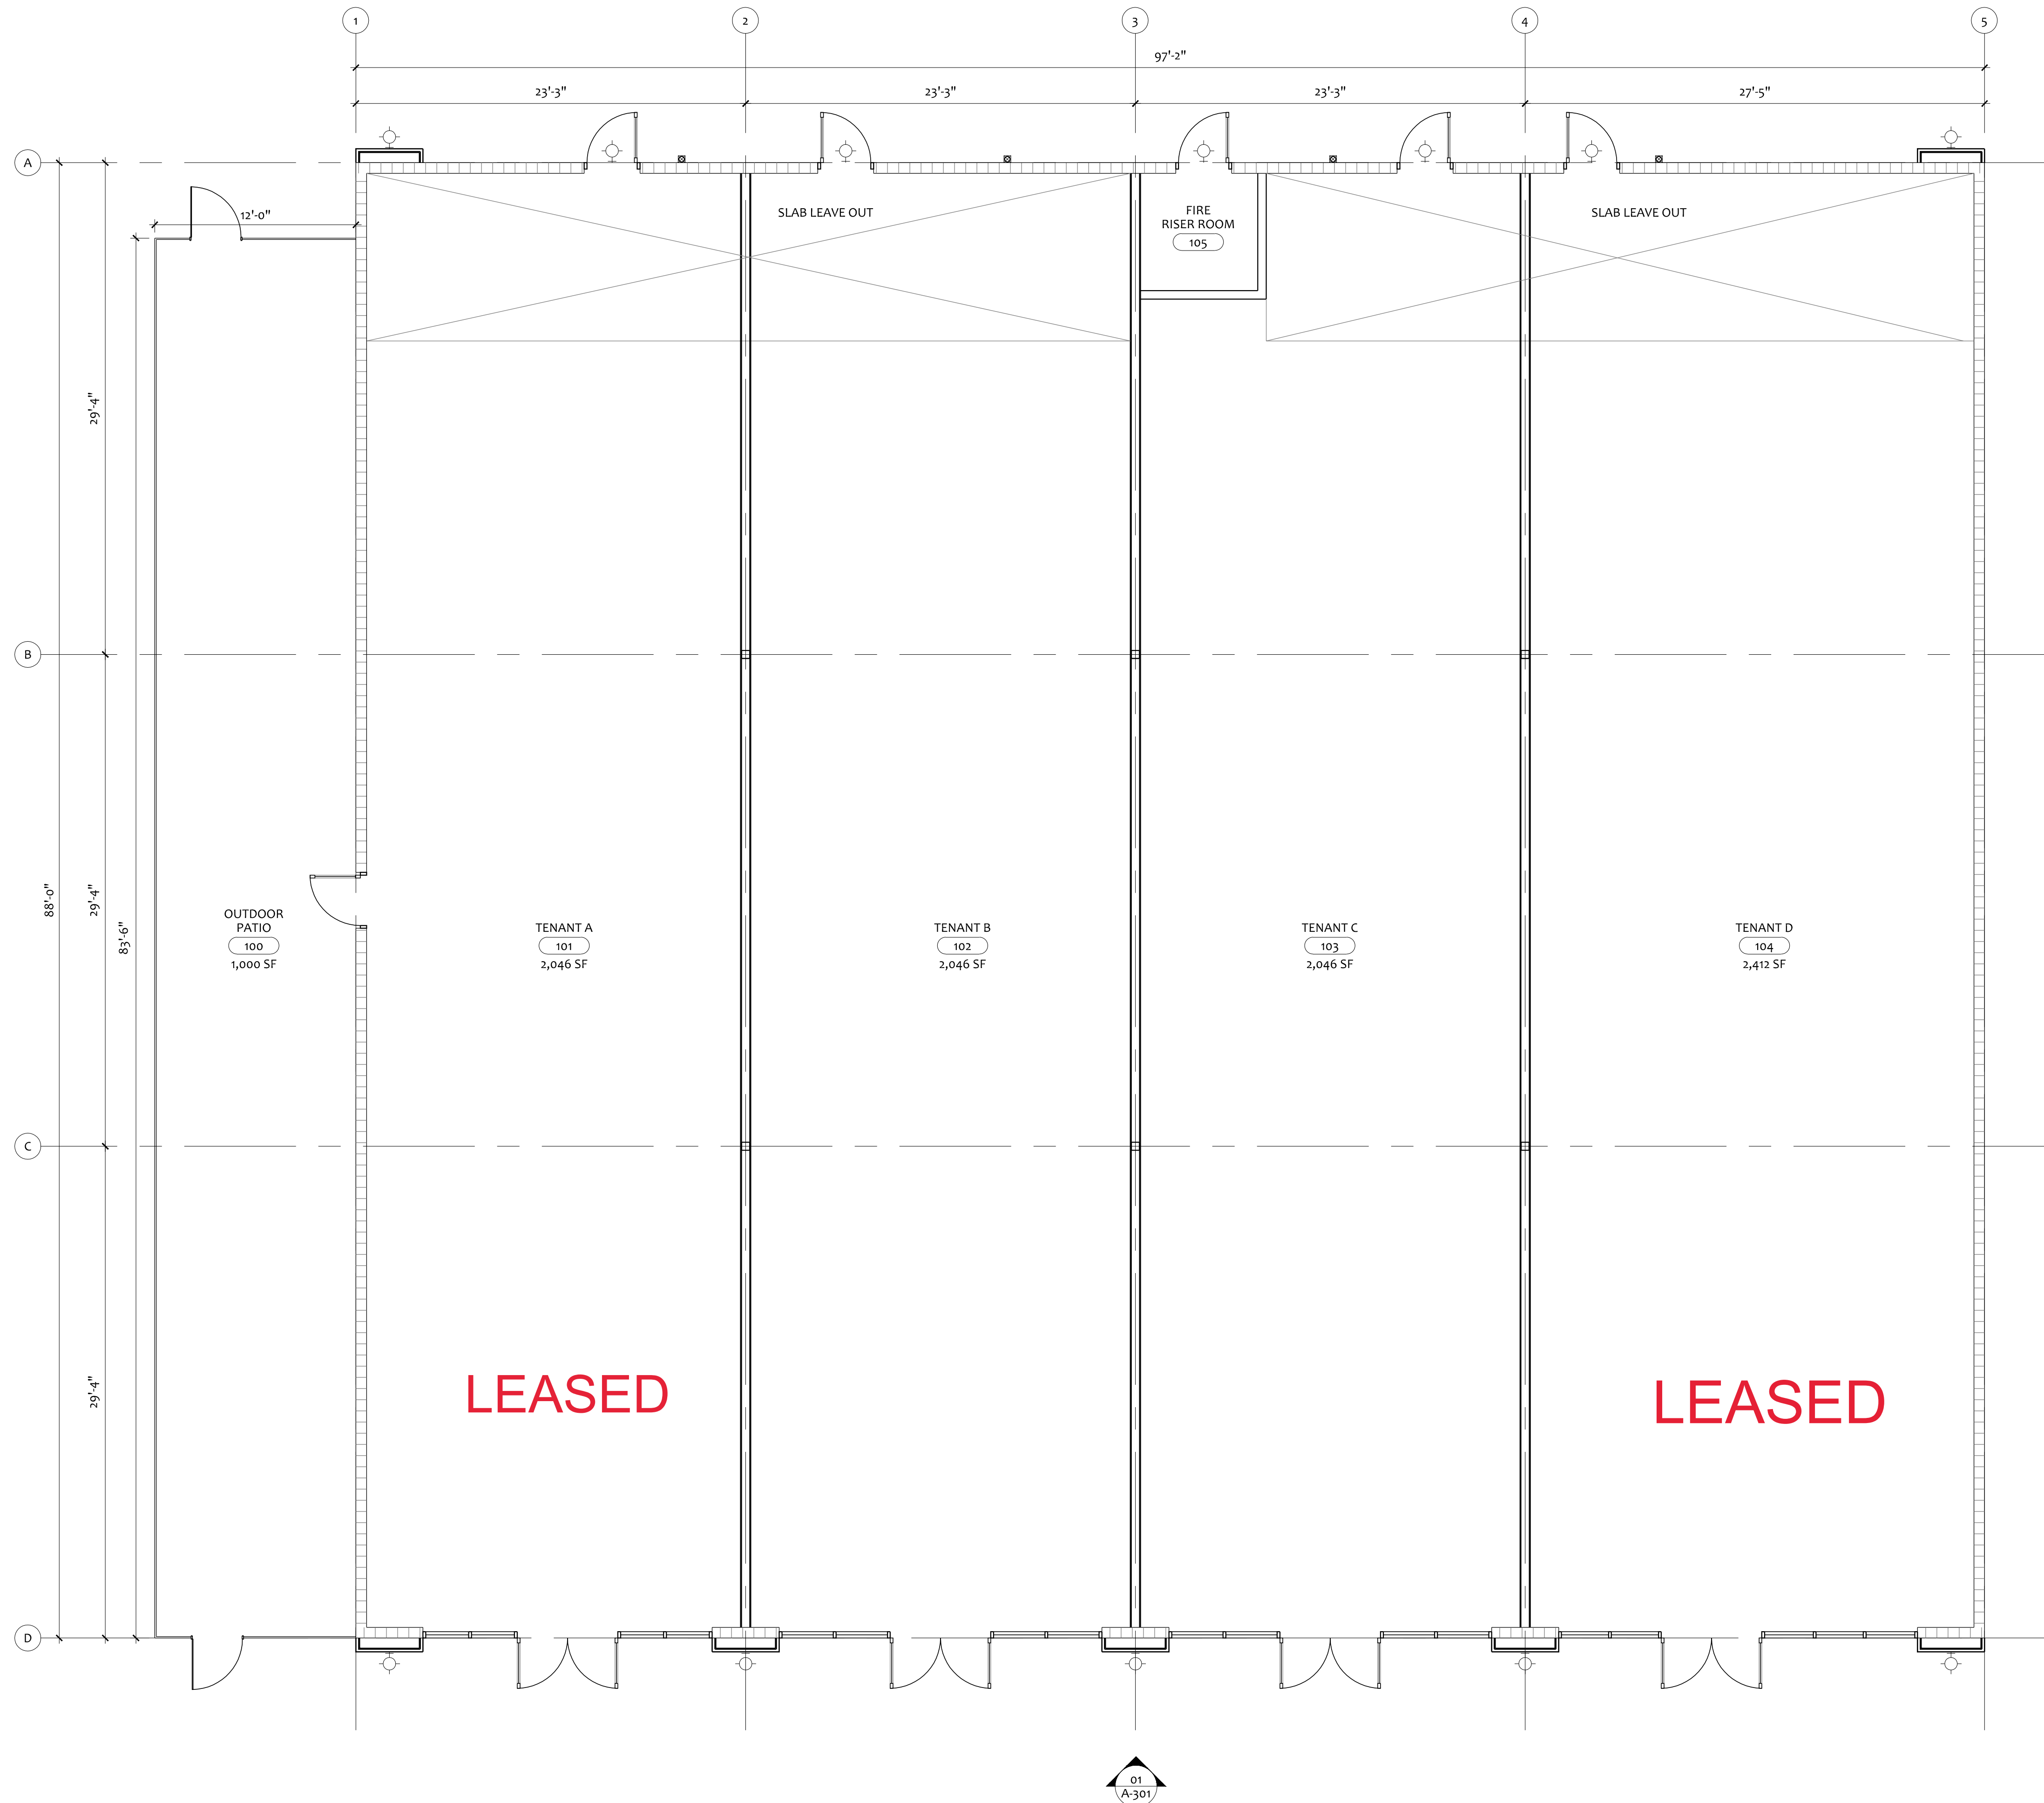 1
2
3
4
5
97'-2"
23'-3"
23'-3"
23'-3"
27'-5"
A
12'-0"
SLAB LEAVE OUT
FIRE
RISER ROOM
105
SLAB LEAVE OUT
29'-4"
B
88'-0"
29'-4"
83'-6"
OUTDOOR
PATIO
100
1,000 SF
TENANT A
101
2,046 SF
TENANT B
102
2,046 SF
TENANT C
103
2,046 SF
TENANT D
104
2,412 SF
C
29'-4"
LEASED
LEASED
D
01
A-301